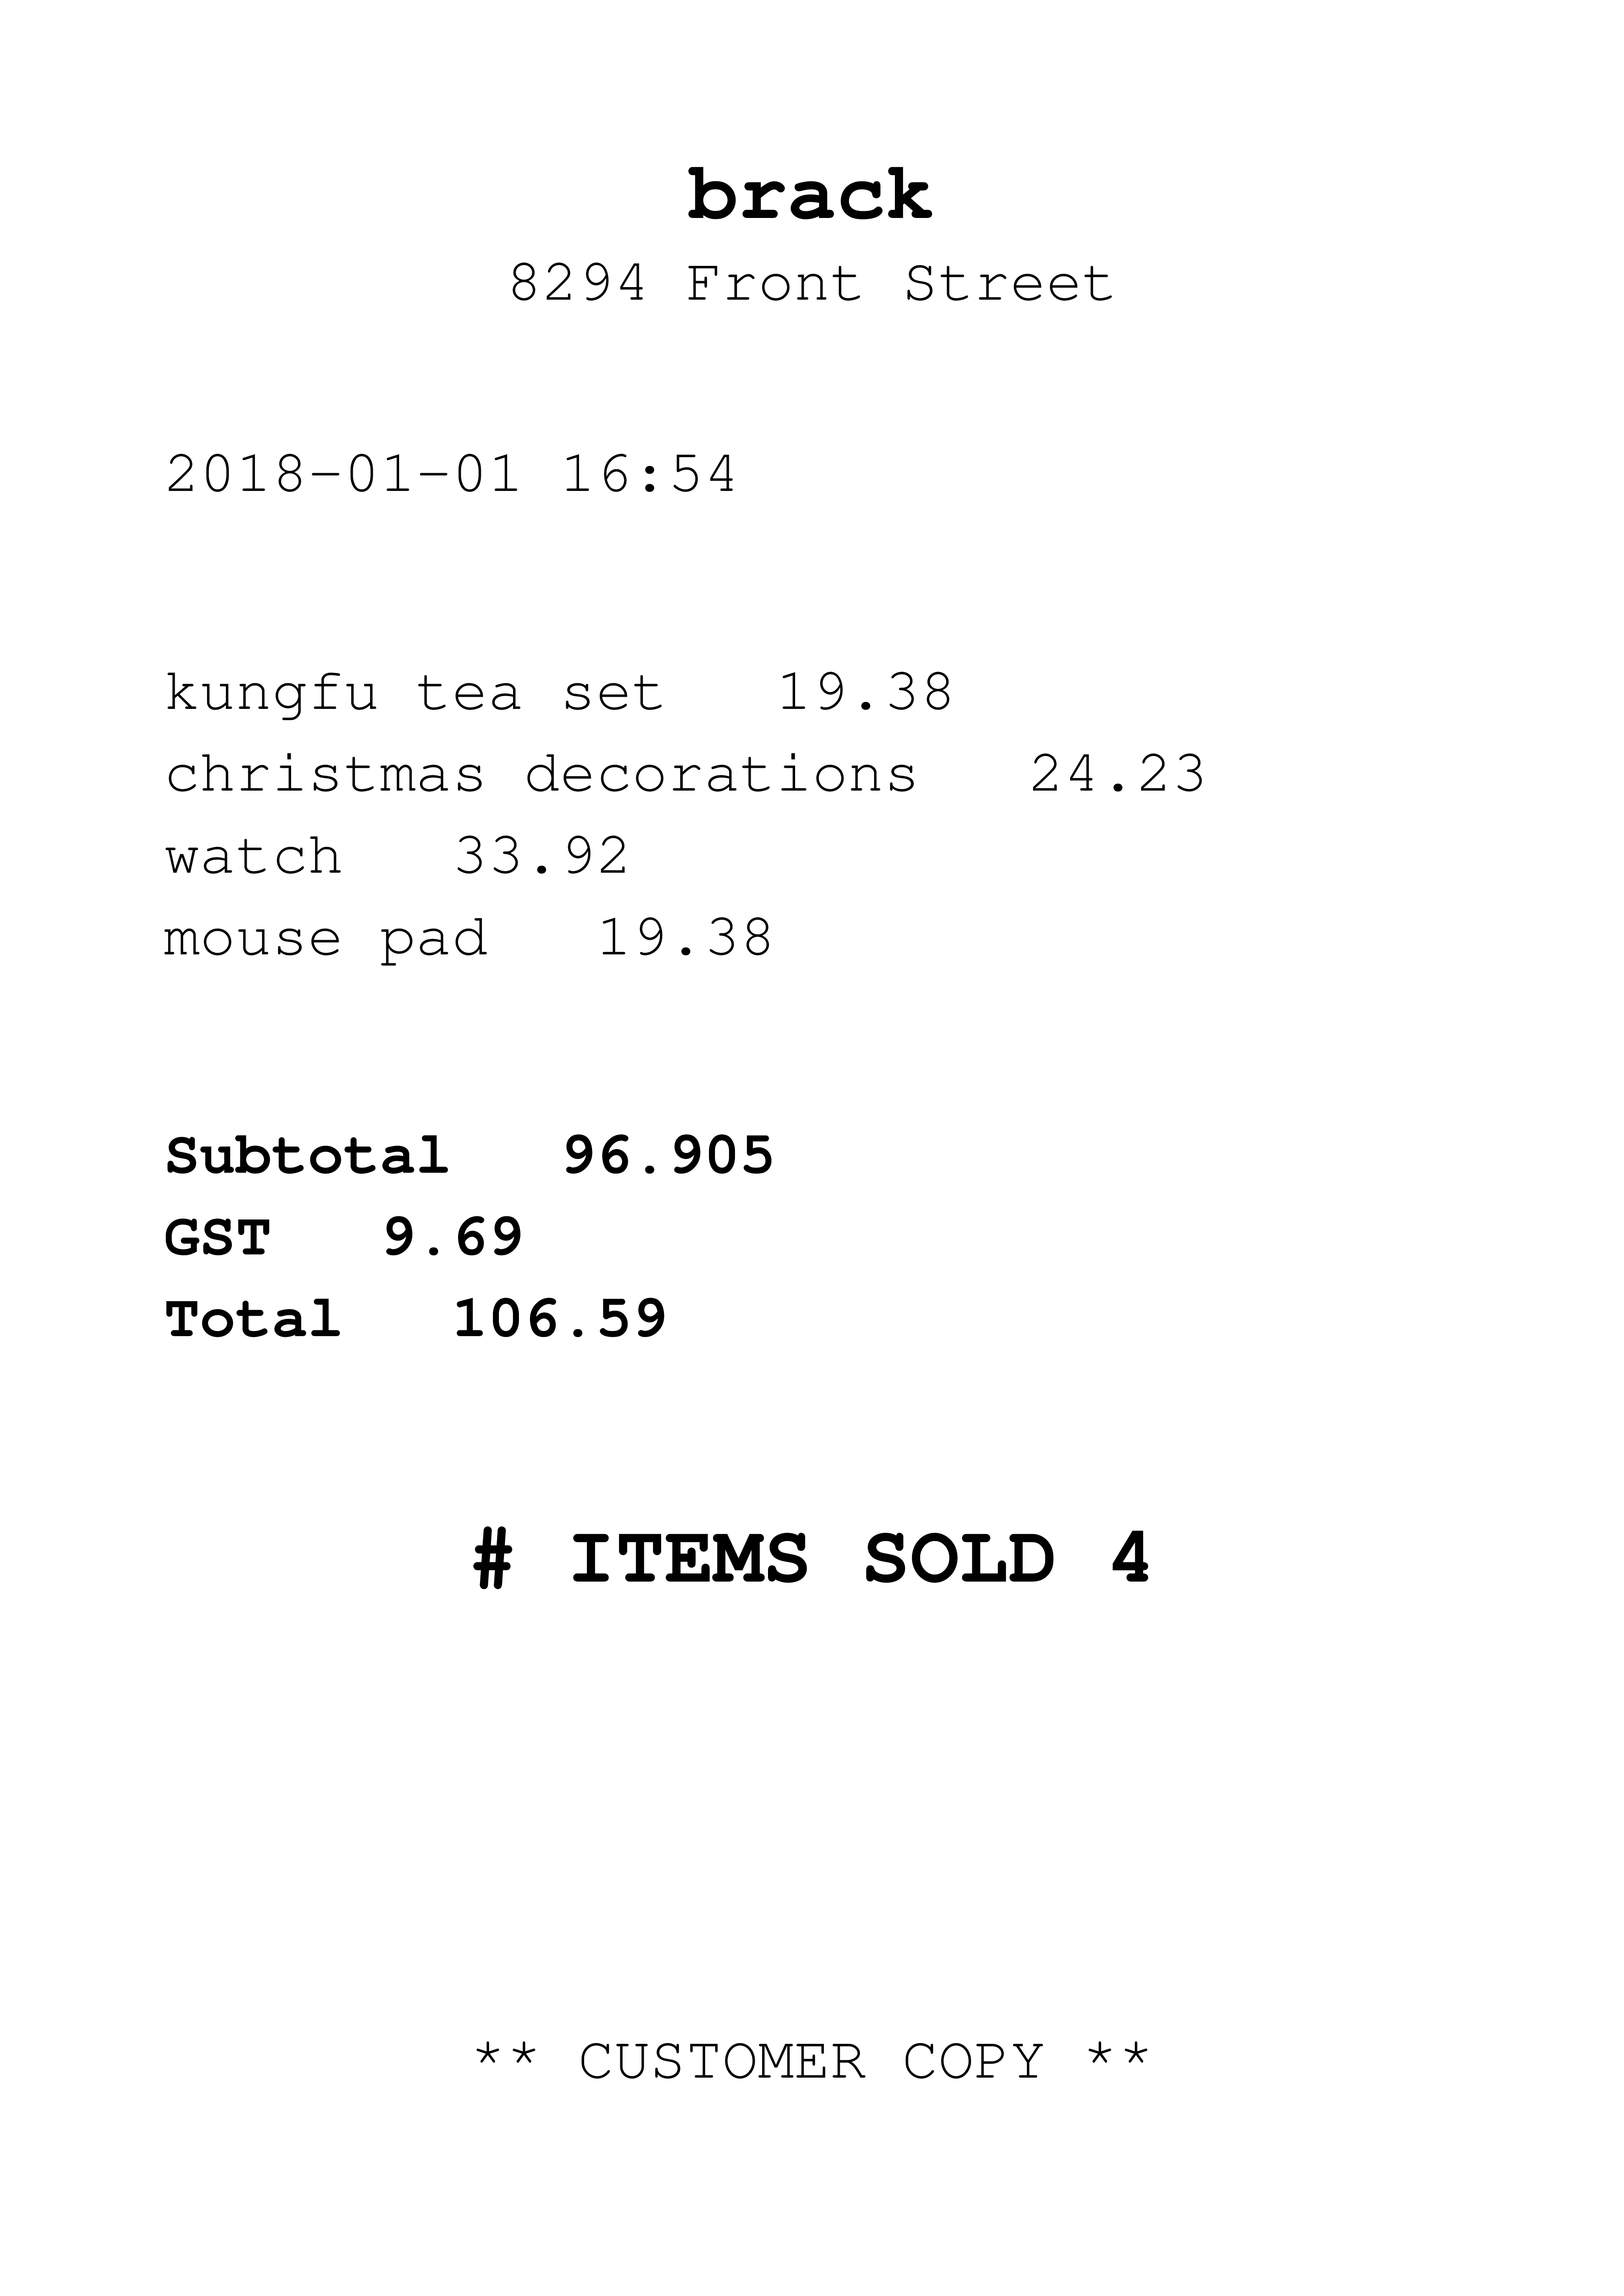 brack
8294 Front Street
2018-01-01 16:54
kungfu tea set   19.38
christmas decorations   24.23
watch   33.92
mouse pad   19.38
Subtotal   96.905
GST   9.69
Total   106.59
# ITEMS SOLD 4
** CUSTOMER COPY **